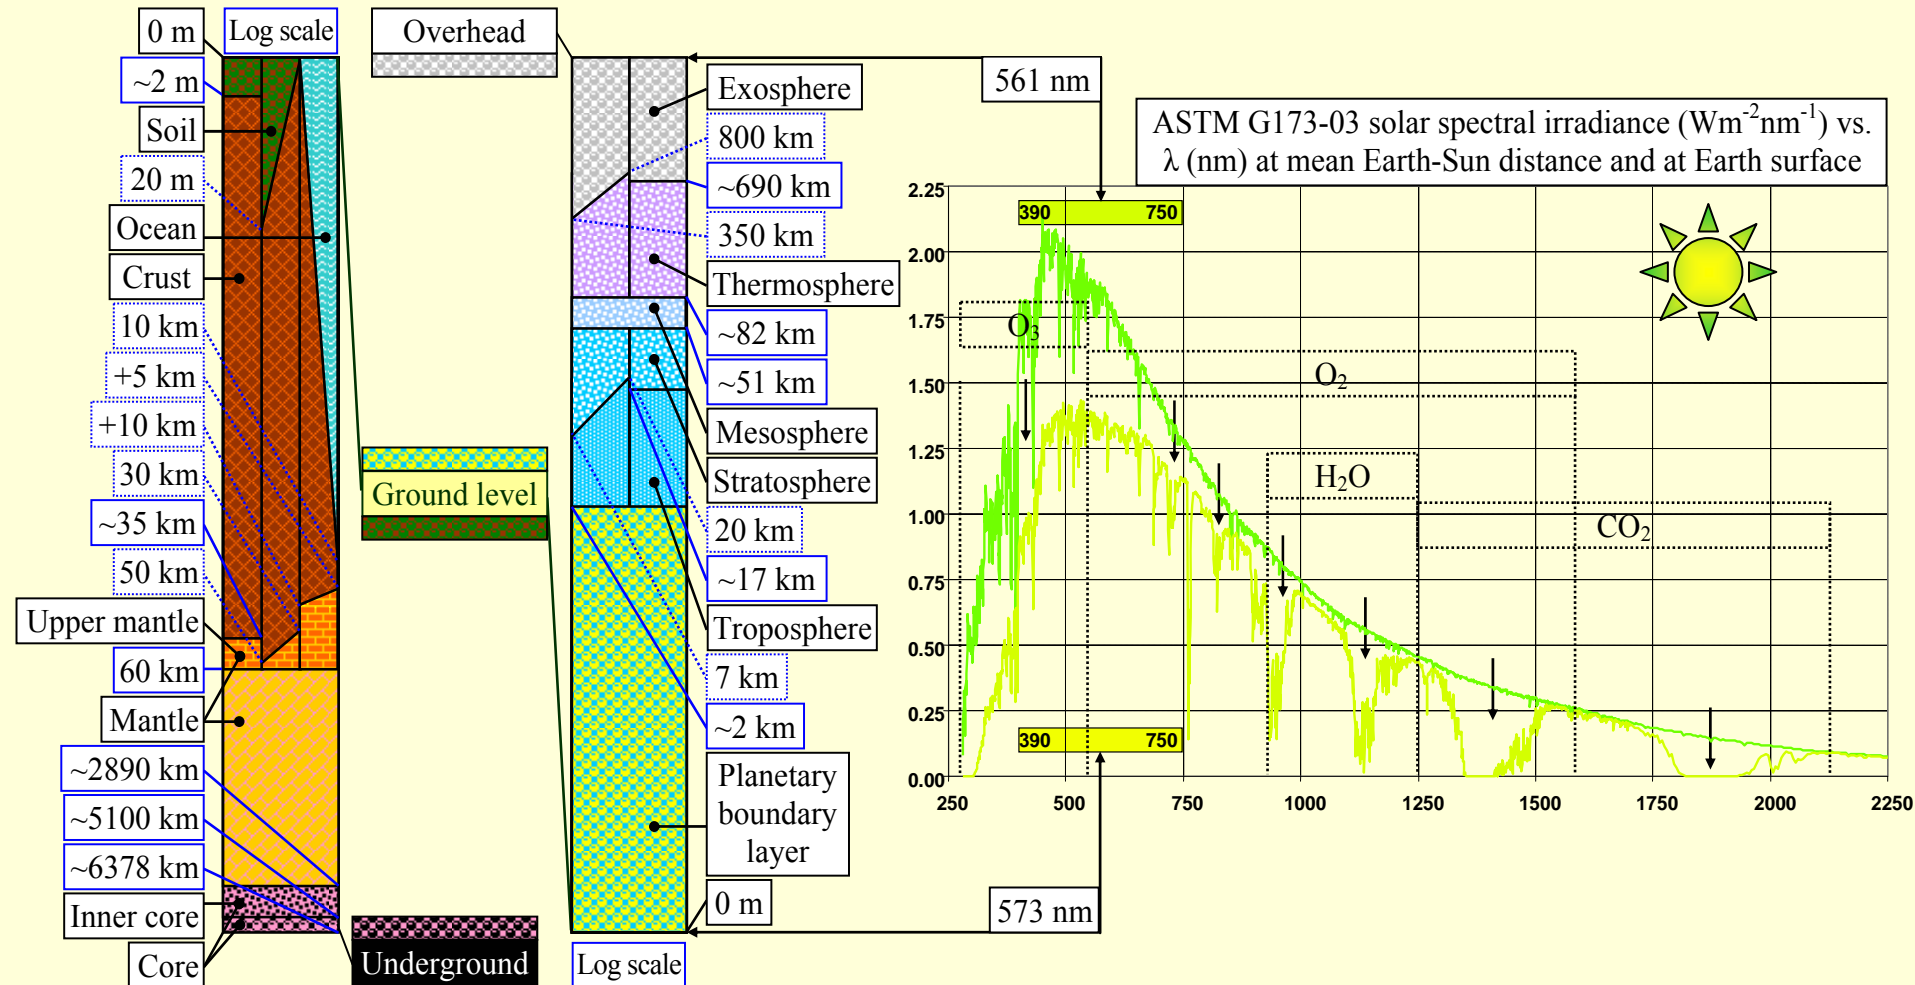 0 m
Log scale
~2 m
Soil
20 m
Ocean
Crust
10 km
+5 km
+10 km
30 km
~35 km
50 km
Upper mantle
60 km
Mantle
~2890 km
~5100 km
~6378 km
Inner core
Core
Underground
Ground level
Overhead
Exosphere
800 km
~690 km
350 km
Thermosphere
~82 km
~51 km
Mesosphere
Stratosphere
20 km
~17 km
Troposphere
7 km
~2 km
Planetary
boundary
layer
0 m
Log scale
561 nm
573 nm
ASTM G173-03 solar spectral irradiance (Wm⁻²nm⁻¹) vs.
λ (nm) at mean Earth-Sun distance and at Earth surface
2.25
2.00
1.75
1.50
1.25
1.00
0.75
0.50
0.25
0.00
390 750
O₃
O₂
H₂O
CO₂
390 750
250 500 750 1000 1250 1500 1750 2000 2250